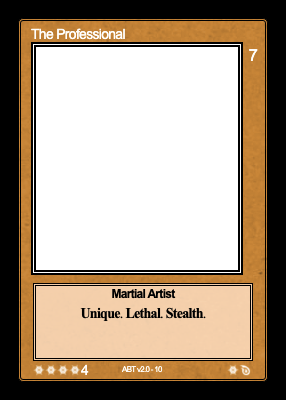 The Professional
7
Martial Artist
Unique. Lethal. Stealth.
4
ABT v2.0 - 10